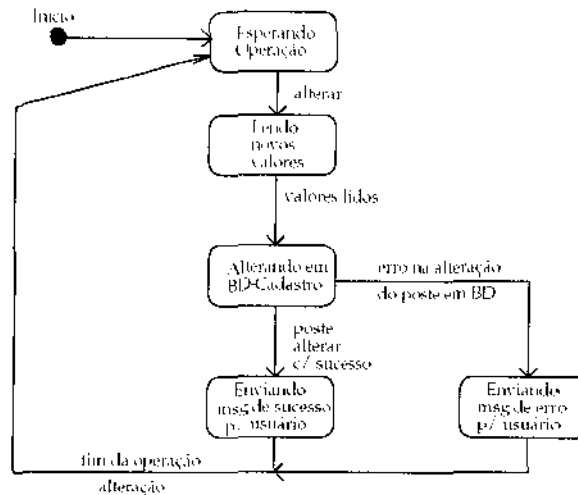 Início
Esperando
Operação
alterar
Lendo
novos
valores
valores lidos
Alterando em
BD-Cadastro
erro na alteração
do poste em BD
poste
alterar
c/ sucesso
Enviando
msg de sucesso
p/ usuário
Enviando
msg de erro
p/ usuário
fim da operação
alteração